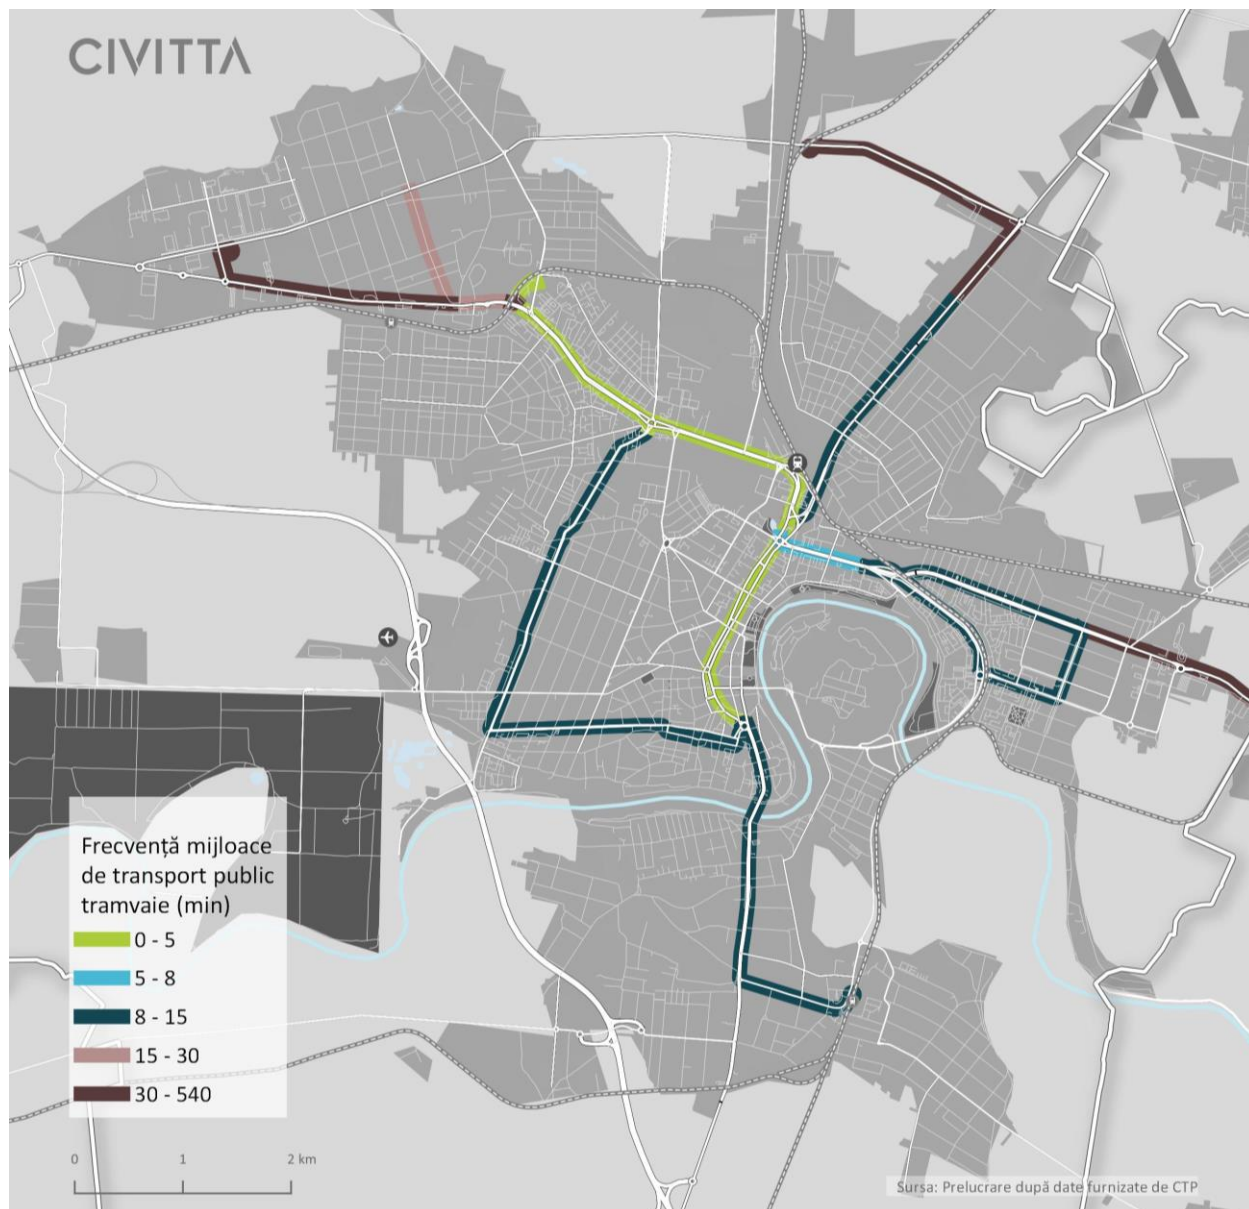 CIVITTA
Frecvență mijloace
de transport public
tramvaie (min)
0 - 5
5 - 8
8 - 15
15 - 30
30 - 540
0 1 2 km
Sursa: Prelucrare după date furnizate de CTP